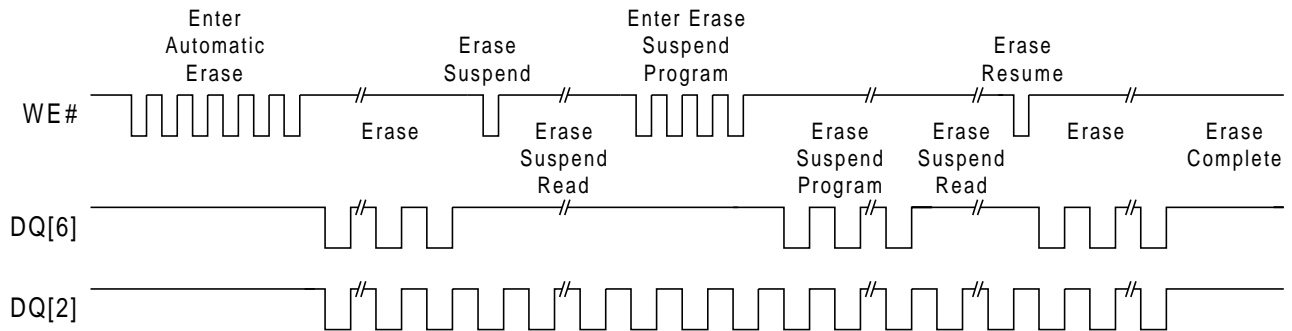 Enter
Automatic
Erase
Erase
Suspend
Enter Erase
Suspend
Program
Erase
Resume
WE#
Erase
Erase
Suspend
Read
Erase
Suspend
Program
Erase
Suspend
Read
Erase
Erase
Complete
DQ[6]
DQ[2]